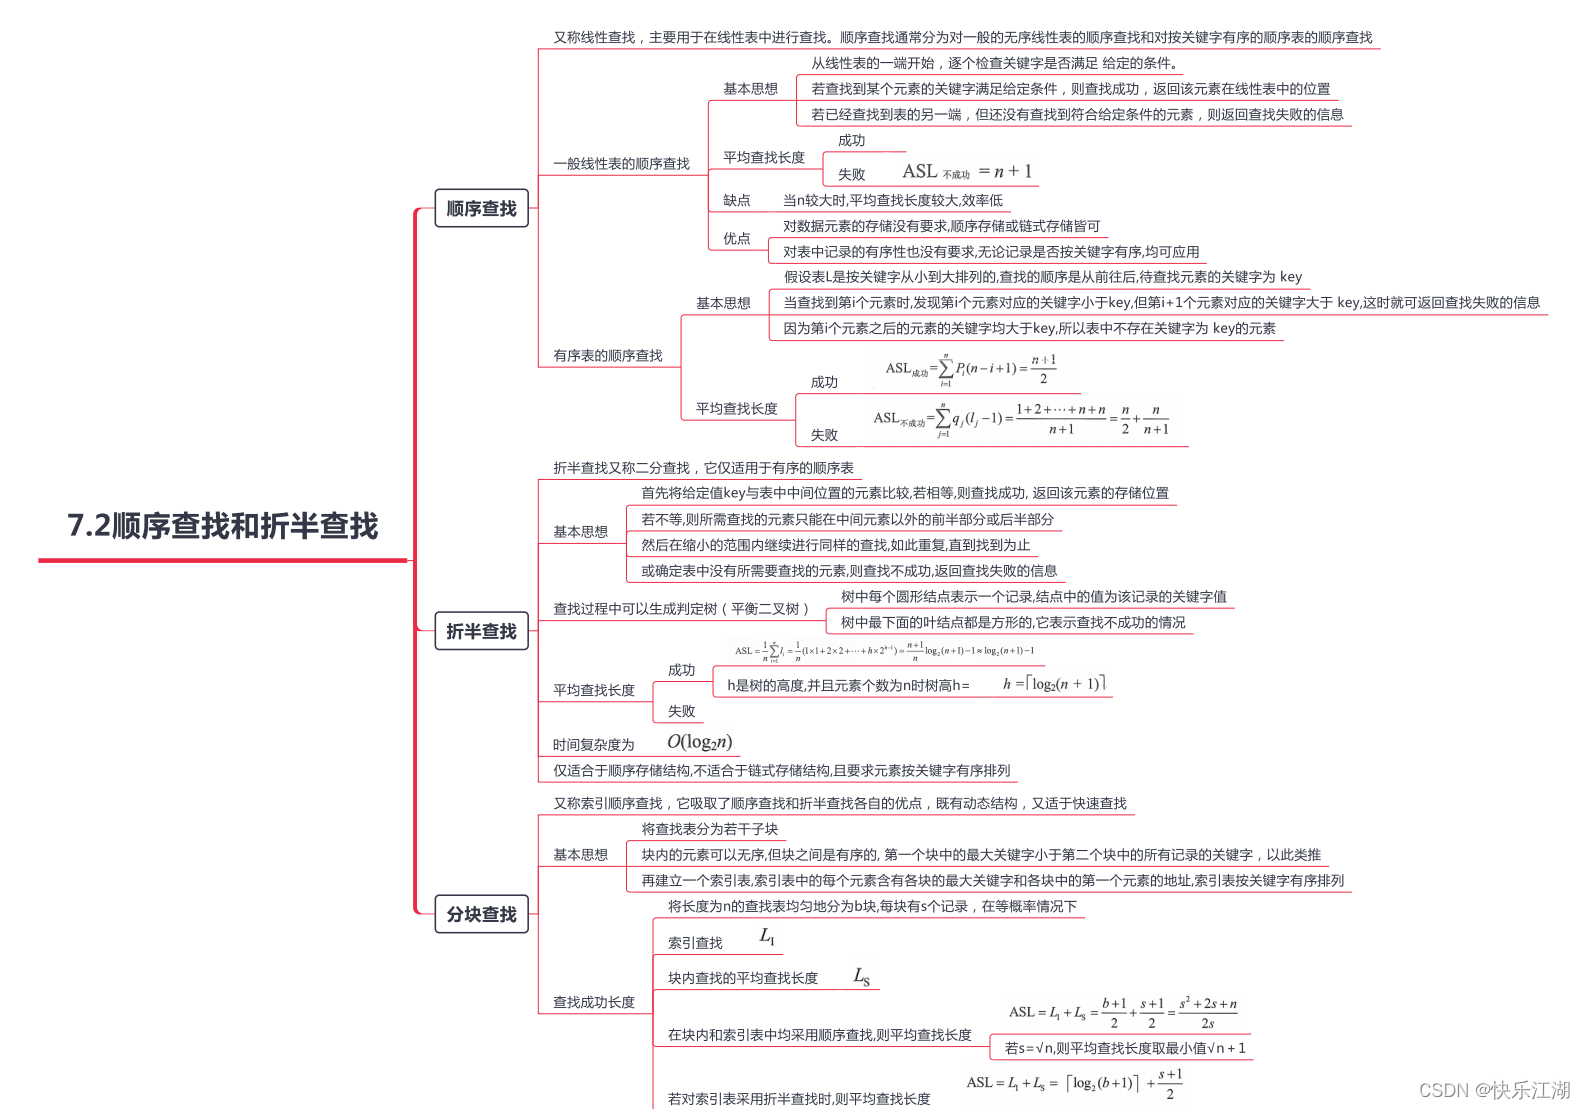 7.2顺序查找和折半查找
顺序查找
又称线性查找，主要用于在线性表中进行查找。顺序查找通常分为对一般的无序线性表的顺序查找和对按关键字有序的顺序表的顺序查找
一般线性表的顺序查找
基本思想
从线性表的一端开始，逐个检查关键字是否满足 给定的条件。
若查找到某个元素的关键字满足给定条件，则查找成功，返回该元素在线性表中的位置
若已经查找到表的另一端，但还没有查找到符合给定条件的元素，则返回查找失败的信息
平均查找长度
成功
失败 ASL 不成功 = n + 1
缺点 当n较大时,平均查找长度较大,效率低
优点
对数据元素的存储没有要求,顺序存储或链式存储皆可
对表中记录的有序性也没有要求,无论记录是否按关键字有序,均可应用
有序表的顺序查找
基本思想
假设表L是按关键字从小到大排列的,查找的顺序是从前往后,待查找元素的关键字为 key
当查找到第i个元素时,发现第i个元素对应的关键字小于key,但第i+1个元素对应的关键字大于 key,这时就可返回查找失败的信息
因为第i个元素之后的元素的关键字均大于key,所以表中不存在关键字为 key的元素
平均查找长度
成功 ASL成功=∑_{i=1}^{n} P_i(n−i+1)=(n+1)/2
失败 ASL不成功=∑_{j=1}^{n} q_j(l_j−1)=(1+2+⋯+n+n)/(n+1)=n/2+n/(n+1)
折半查找
折半查找又称二分查找，它仅适用于有序的顺序表
基本思想
首先将给定值key与表中中间位置的元素比较,若相等,则查找成功, 返回该元素的存储位置
若不等,则所需查找的元素只能在中间元素以外的前半部分或后半部分
然后在缩小的范围内继续进行同样的查找,如此重复,直到找到为止
或确定表中没有所需要查找的元素,则查找不成功,返回查找失败的信息
查找过程中可以生成判定树（平衡二叉树）
树中每个圆形结点表示一个记录,结点中的值为该记录的关键字值
树中最下面的叶结点都是方形的,它表示查找不成功的情况
平均查找长度
成功
ASL=1/n ∑_{i=1}^{n} l_i=1/n(1×1+2×2+⋯+h×2^{h−1})=(n+1)/n log₂(n+1)−1≈log₂(n+1)−1
h是树的高度,并且元素个数为n时树高h= h =⌈log₂(n + 1)⌉
失败
时间复杂度为 O(log₂n)
仅适合于顺序存储结构,不适合于链式存储结构,且要求元素按关键字有序排列
分块查找
又称索引顺序查找，它吸取了顺序查找和折半查找各自的优点，既有动态结构，又适于快速查找
基本思想
将查找表分为若干子块
块内的元素可以无序,但块之间是有序的, 第一个块中的最大关键字小于第二个块中的所有记录的关键字，以此类推
再建立一个索引表,索引表中的每个元素含有各块的最大关键字和各块中的第一个元素的地址,索引表按关键字有序排列
查找成功长度
将长度为n的查找表均匀地分为b块,每块有s个记录，在等概率情况下
索引查找 L_I
块内查找的平均查找长度 L_S
在块内和索引表中均采用顺序查找,则平均查找长度
ASL=L_I+L_S=(b+1)/2+(s+1)/2=(s²+2s+n)/2s
若s=√n,则平均查找长度取最小值√n + 1
若对索引表采用折半查找时,则平均查找长度 ASL=L_I+L_S=⌈log₂(b+1)⌉+(s+1)/2
CSDN @快乐江湖